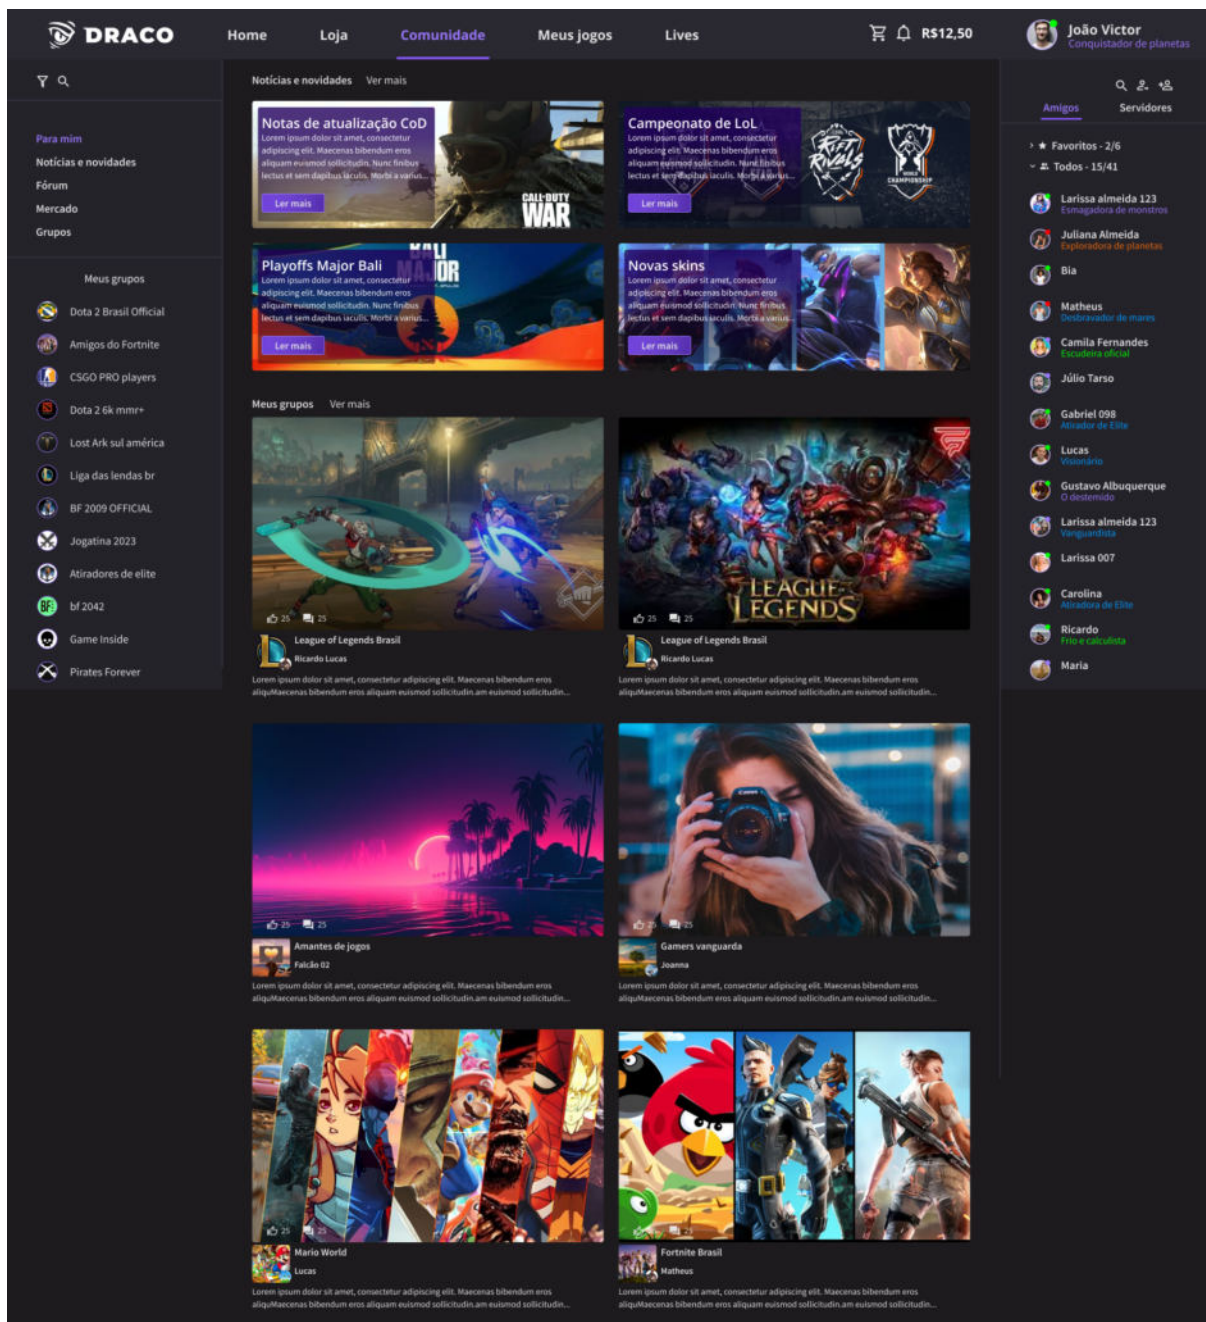 DRACO
Home
Loja
Comunidade
Meus jogos
Lives
R$12,50
João Victor
Conquistador de planetas
Para mim
Notícias e novidades
Fórum
Mercado
Grupos
Meus grupos
Dota 2 Brasil Official
Amigos do Fortnite
CSGO PRO players
Dota 2 6k mmr+
Lost Ark sul américa
Liga das lendas br
BF 2009 OFFICIAL
Jogatina 2023
Atiradores de elite
bf 2042
Game Inside
Pirates Forever
Notícias e novidades Ver mais
Notas de atualização CoD
Lorem ipsum dolor sit amet, consectetur
adipiscing elit. Maecenas bibendum eros
aliquam euismod sollicitudin. Nunc finibus
lectus et sem dapibus iaculis. Morbi a varius...
Ler mais
CALL·DUTY
WAR
Campeonato de LoL
Lorem ipsum dolor sit amet, consectetur
adipiscing elit. Maecenas bibendum eros
aliquam euismod sollicitudin. Nunc finibus
lectus et sem dapibus iaculis. Morbi a varius...
Ler mais
RIFT
RIVALS
WORLD
CHAMPIONSHIP
Playoffs Major Bali
Lorem ipsum dolor sit amet, consectetur
adipiscing elit. Maecenas bibendum eros
aliquam euismod sollicitudin. Nunc finibus
lectus et sem dapibus iaculis. Morbi a varius...
Ler mais
BALI
MAJOR
Novas skins
Lorem ipsum dolor sit amet, consectetur
adipiscing elit. Maecenas bibendum eros
aliquam euismod sollicitudin. Nunc finibus
lectus et sem dapibus iaculis. Morbi a varius...
Ler mais
Meus grupos Ver mais
25 25
League of Legends Brasil
Ricardo Lucas
Lorem ipsum dolor sit amet, consectetur adipiscing elit. Maecenas bibendum eros
aliquMaecenas bibendum eros aliquam euismod sollicitudin.am euismod sollicitudin...
LEAGUE OF
LEGENDS
25 25
League of Legends Brasil
Ricardo Lucas
Lorem ipsum dolor sit amet, consectetur adipiscing elit. Maecenas bibendum eros
aliquMaecenas bibendum eros aliquam euismod sollicitudin.am euismod sollicitudin...
25 25
Amantes de jogos
Falcão 02
Lorem ipsum dolor sit amet, consectetur adipiscing elit. Maecenas bibendum eros
aliquMaecenas bibendum eros aliquam euismod sollicitudin.am euismod sollicitudin...
Canon
25 25
Gamers vanguarda
Joanna
Lorem ipsum dolor sit amet, consectetur adipiscing elit. Maecenas bibendum eros
aliquMaecenas bibendum eros aliquam euismod sollicitudin.am euismod sollicitudin...
25 25
Mario World
Lucas
Lorem ipsum dolor sit amet, consectetur adipiscing elit. Maecenas bibendum eros
aliquMaecenas bibendum eros aliquam euismod sollicitudin.am euismod sollicitudin...
25 25
Fortnite Brasil
Matheus
Lorem ipsum dolor sit amet, consectetur adipiscing elit. Maecenas bibendum eros
aliquMaecenas bibendum eros aliquam euismod sollicitudin.am euismod sollicitudin...
Amigos
Servidores
Favoritos - 2/6
Todos - 15/41
Larissa almeida 123
Esmagadora de monstros
Juliana Almeida
Exploradora de planetas
Bia
Matheus
Desbravador de mares
Camila Fernandes
Escudeira oficial
Júlio Tarso
Gabriel 098
Atirador de Elite
Lucas
Visionário
Gustavo Albuquerque
O destemido
Larissa almeida 123
Vanguardista
Larissa 007
Carolina
Atiradora de Elite
Ricardo
Frio e calculista
Maria